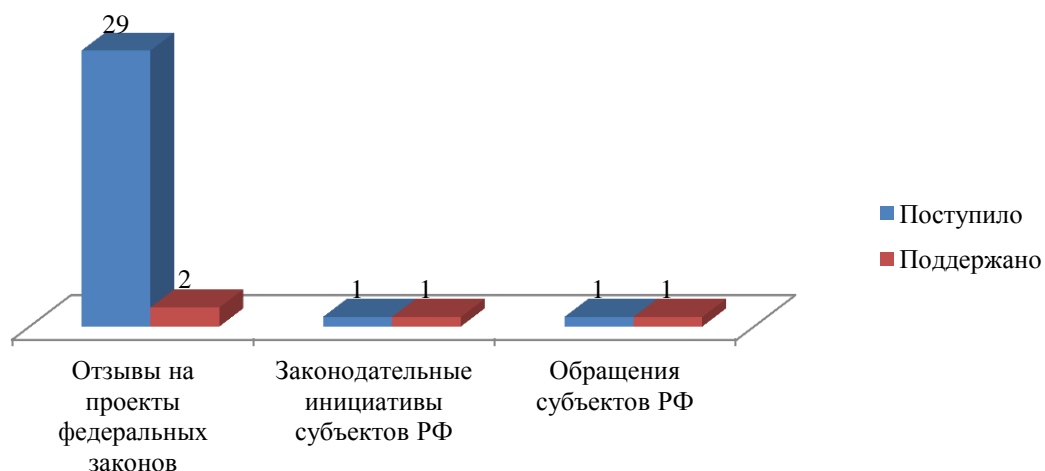 29
2
1
1
1
1
Поступило
Поддержано
Отзывы на
проекты
федеральных
законов
Законодательные
инициативы
субъектов РФ
Обращения
субъектов РФ